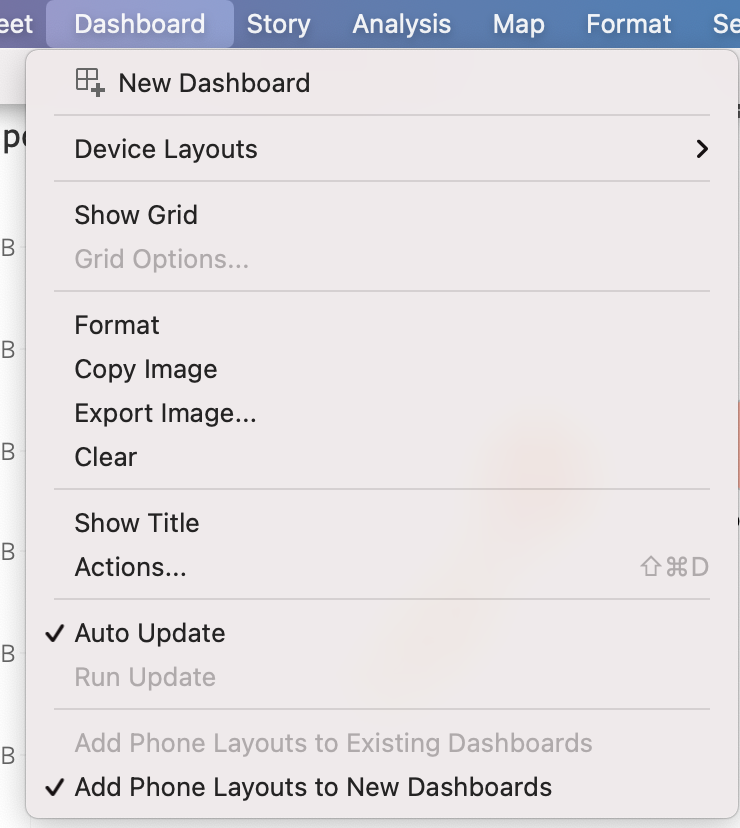 Dashboard Story Analysis Map Format
New Dashboard
Device Layouts
Show Grid
Grid Options...
Format
Copy Image
Export Image...
Clear
Show Title
Actions... ⇧⌘D
Auto Update
Run Update
Add Phone Layouts to Existing Dashboards
Add Phone Layouts to New Dashboards
B
B
B
B
B
B